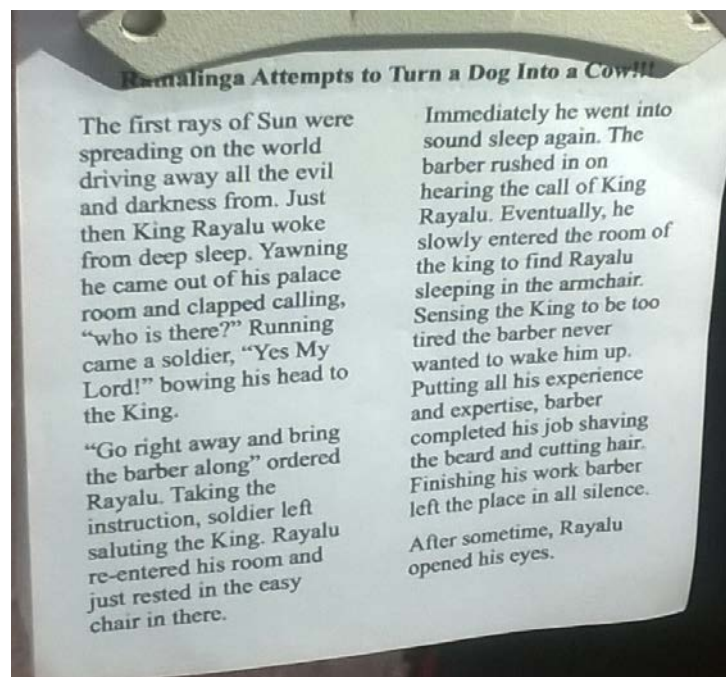 Ramalinga Attempts to Turn a Dog Into a Cow!!!
The first rays of Sun were
spreading on the world
driving away all the evil
and darkness from. Just
then King Rayalu woke
from deep sleep. Yawning
he came out of his palace
room and clapped calling,
“who is there?” Running
came a soldier, “Yes My
Lord!” bowing his head to
the King.
“Go right away and bring
the barber along” ordered
Rayalu. Taking the
instruction, soldier left
saluting the King. Rayalu
re-entered his room and
just rested in the easy
chair in there.
Immediately he went into
sound sleep again. The
barber rushed in on
hearing the call of King
Rayalu. Eventually, he
slowly entered the room of
the king to find Rayalu
sleeping in the armchair.
Sensing the King to be too
tired the barber never
wanted to wake him up.
Putting all his experience
and expertise, barber
completed his job shaving
the beard and cutting hair.
Finishing his work barber
left the place in all silence.
After sometime, Rayalu
opened his eyes.